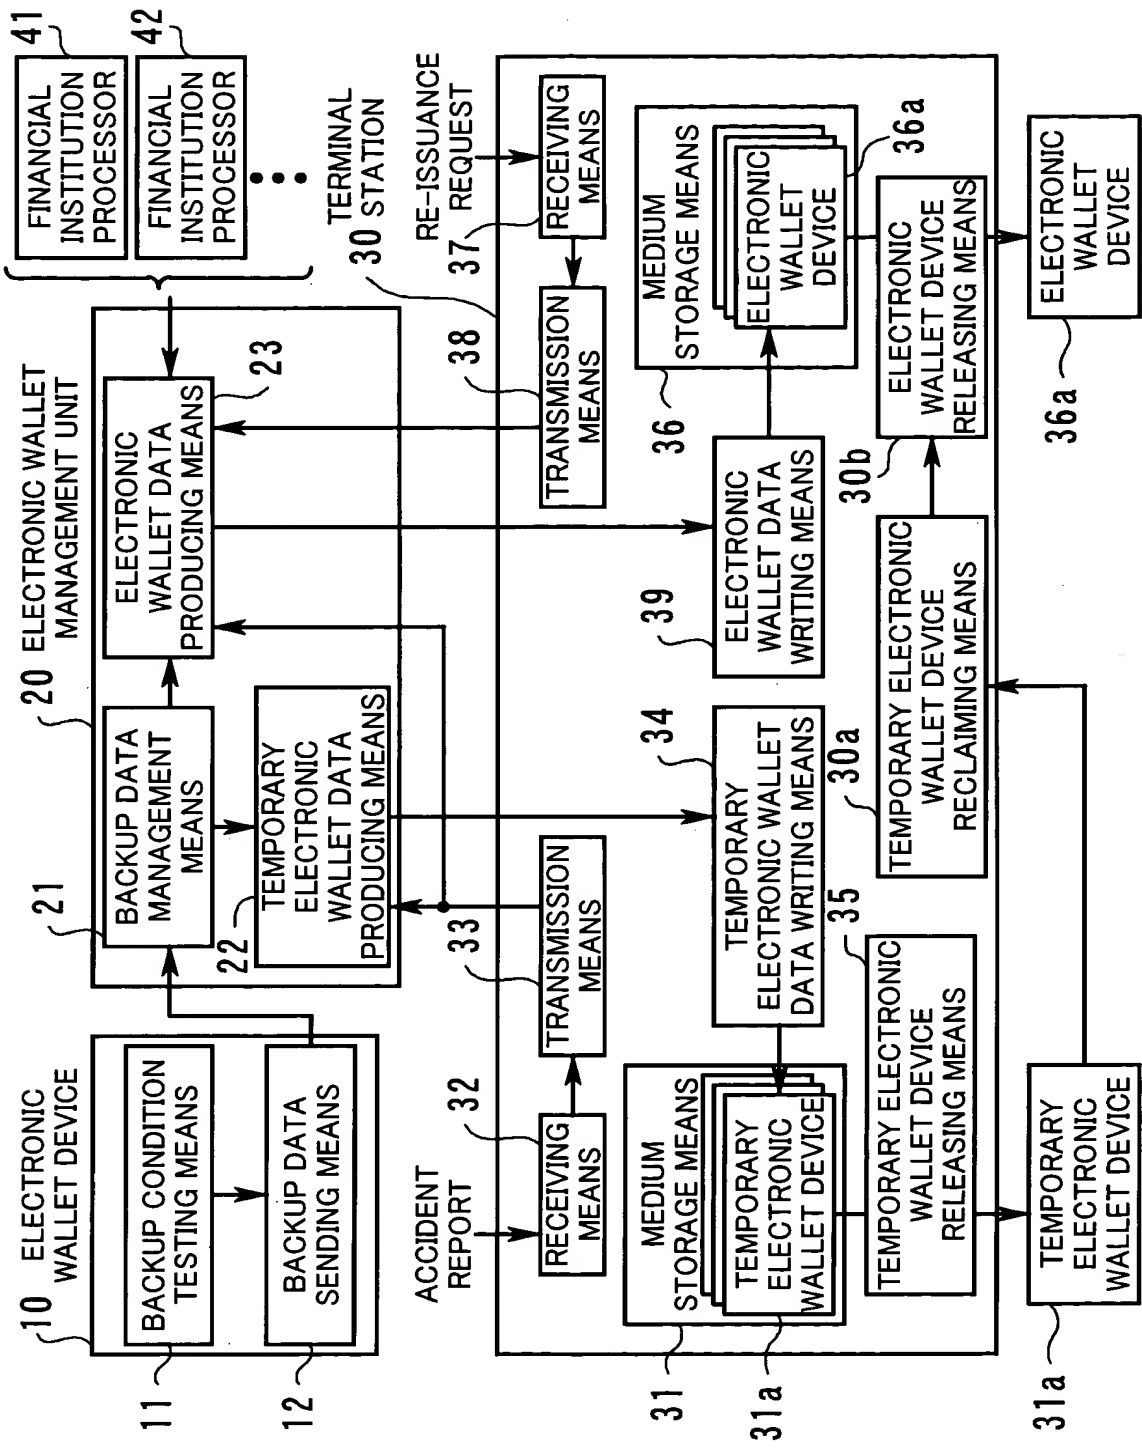 10
ELECTRONIC
WALLET DEVICE
11
BACKUP CONDITION
TESTING MEANS
12
BACKUP DATA
SENDING MEANS
20
ELECTRONIC WALLET
MANAGEMENT UNIT
21
BACKUP DATA
MANAGEMENT
MEANS
22
TEMPORARY
ELECTRONIC
WALLET DATA
PRODUCING MEANS
23
ELECTRONIC
WALLET DATA
PRODUCING MEANS
41
FINANCIAL
INSTITUTION
PROCESSOR
42
FINANCIAL
INSTITUTION
PROCESSOR
30
TERMINAL
STATION
ACCIDENT
REPORT
32
RECEIVING
MEANS
33
TRANSMISSION
MEANS
38
TRANSMISSION
MEANS
37
RECEIVING
MEANS
RE-ISSUANCE
REQUEST
31
MEDIUM
STORAGE MEANS
31a
TEMPORARY
ELECTRONIC
WALLET DEVICE
34
TEMPORARY
ELECTRONIC WALLET
DATA WRITING MEANS
39
ELECTRONIC
WALLET DATA
WRITING MEANS
36
MEDIUM
STORAGE MEANS
ELECTRONIC
WALLET
DEVICE
36a
35
TEMPORARY ELECTRONIC
WALLET DEVICE
RELEASING MEANS
30a
TEMPORARY ELECTRONIC
WALLET DEVICE
RECLAIMING MEANS
30b
ELECTRONIC
WALLET DEVICE
RELEASING MEANS
31a
TEMPORARY
ELECTRONIC
WALLET DEVICE
36a
ELECTRONIC
WALLET
DEVICE